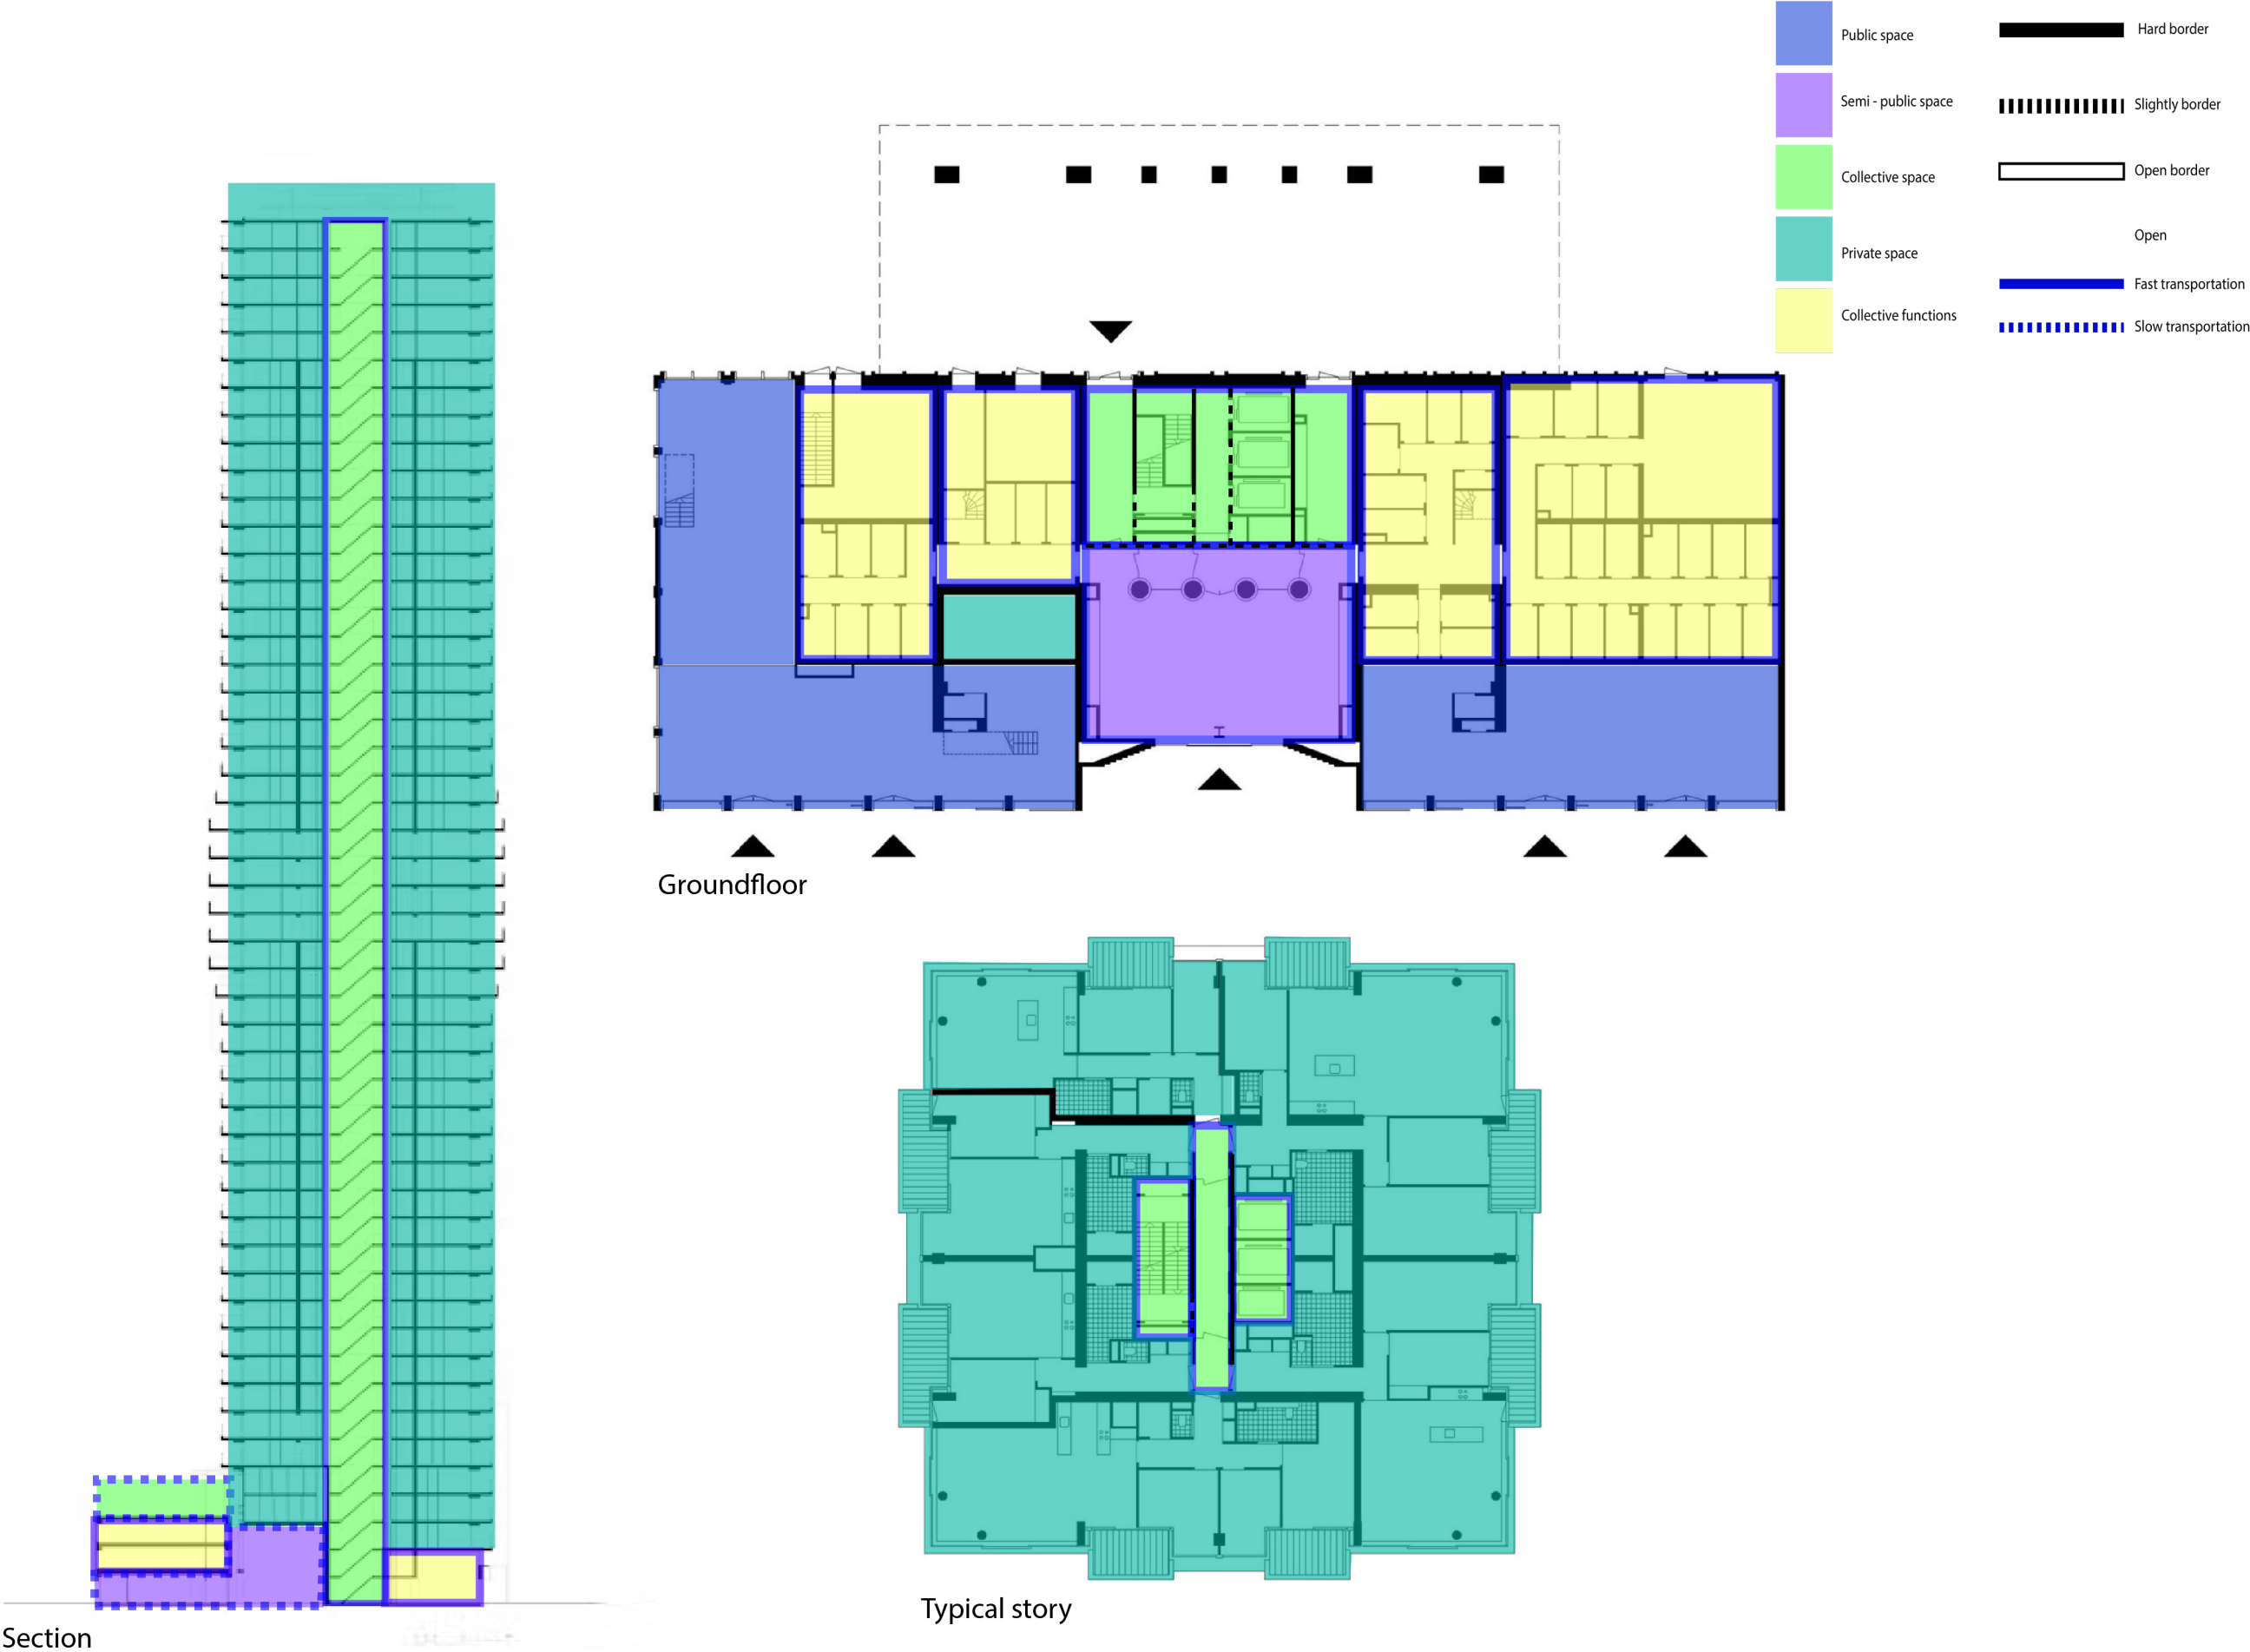 Public space
Semi - public space
Collective space
Private space
Collective functions
Hard border
Slightly border
Open border
Open
Fast transportation
Slow transportation
Groundfloor
Typical story
Section